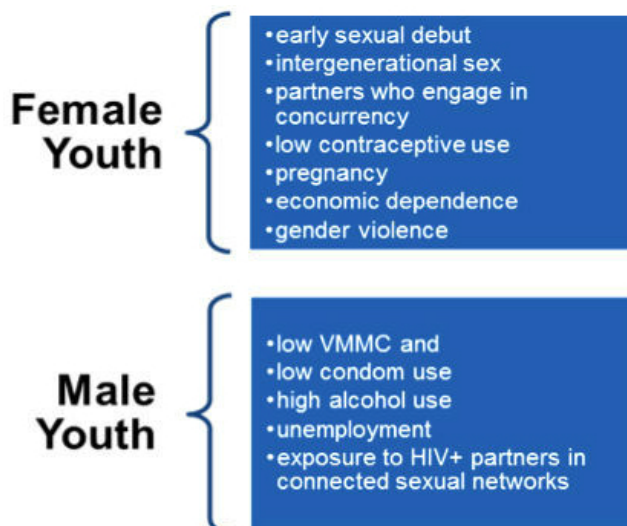 Female
Youth
•early sexual debut
•intergenerational sex
•partners who engage in
concurrency
•low contraceptive use
•pregnancy
•economic dependence
•gender violence
Male
Youth
•low VMMC and
•low condom use
•high alcohol use
•unemployment
•exposure to HIV+ partners in
connected sexual networks